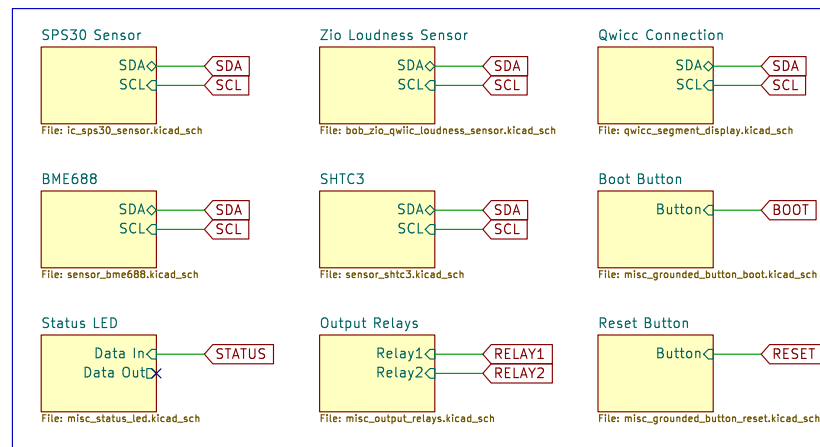 SPS30 Sensor
SDA
SCL
SDA
SCL
File: ic_sps30_sensor.kicad_sch
Zio Loudness Sensor
SDA
SCL
SDA
SCL
File: bob_zio_qwiic_loudness_sensor.kicad_sch
Qwicc Connection
SDA
SCL
SDA
SCL
File: qwicc_segment_display.kicad_sch
BME688
SDA
SCL
SDA
SCL
File: sensor_bme688.kicad_sch
SHTC3
SDA
SCL
SDA
SCL
File: sensor_shtc3.kicad_sch
Boot Button
Button
BOOT
File: misc_grounded_button_boot.kicad_sch
Status LED
Data In
Data Out
STATUS
File: misc_status_led.kicad_sch
Output Relays
Relay1
Relay2
RELAY1
RELAY2
File: misc_output_relays.kicad_sch
Reset Button
Button
RESET
File: misc_grounded_button_reset.kicad_sch